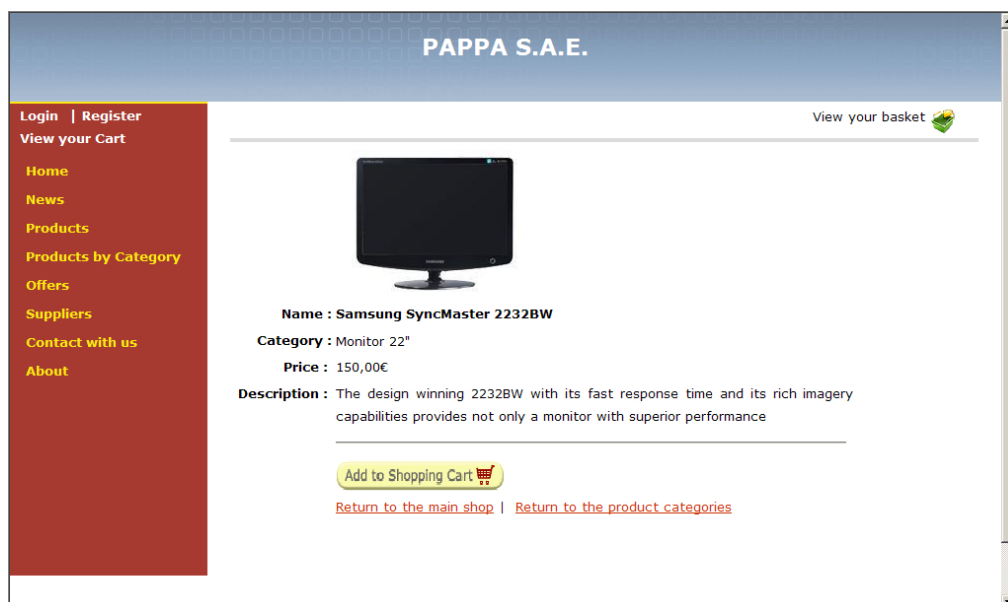 PAPPA S.A.E.
Login | Register
View your Cart
View your basket
Home
News
Products
Products by Category
Offers
Suppliers
Contact with us
About
SAMSUNG
Name : Samsung SyncMaster 2232BW
Category : Monitor 22"
Price : 150,00€
Description : The design winning 2232BW with its fast response time and its rich imagery
capabilities provides not only a monitor with superior performance
Add to Shopping Cart
Return to the main shop | Return to the product categories